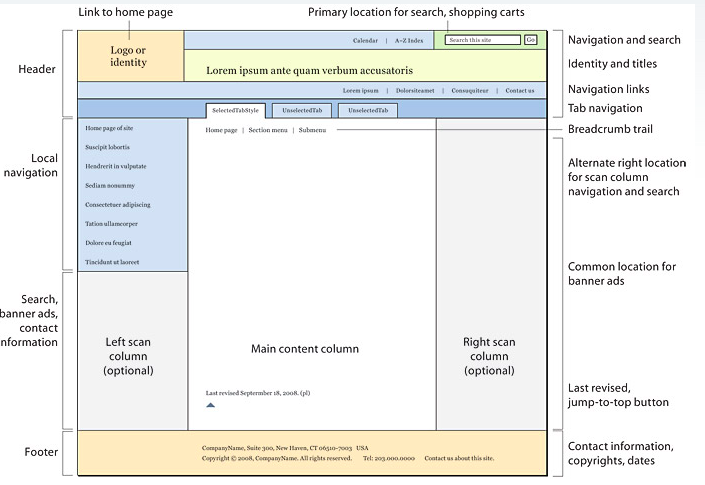 Link to home page
Primary location for search, shopping carts
Header
Logo or
identity
Calendar | A–Z Index
Search this site
Go
Navigation and search
Lorem ipsum ante quam verbum accusatoris
Identity and titles
Lorem ipsum | Dolorsiteamet | Consuquiteur | Contact us
Navigation links
SelectedTabStyle
UnselectedTab
UnselectedTab
Tab navigation
Local
navigation
Home page of site
Suscipit lobortis
Hendrerit in vulputate
Sediam nonummy
Consectetuer adipiscing
Tation ullamcorper
Dolore eu feugiat
Tincidunt ut laoreet
Home page | Section menu | Submenu
Breadcrumb trail
Alternate right location
for scan column
navigation and search
Common location for
banner ads
Search,
banner ads,
contact
nformation
Left scan
column
(optional)
Main content column
Right scan
column
(optional)
Last revised Septermber 18, 2008. (pl)
Last revised,
jump-to-top button
Footer
CompanyName, Suite 300, New Haven, CT 06510-7003 USA
Copyright © 2008, CompanyName. All rights reserved. Tel: 203.000.0000 Contact us about this site.
Contact information,
copyrights, dates